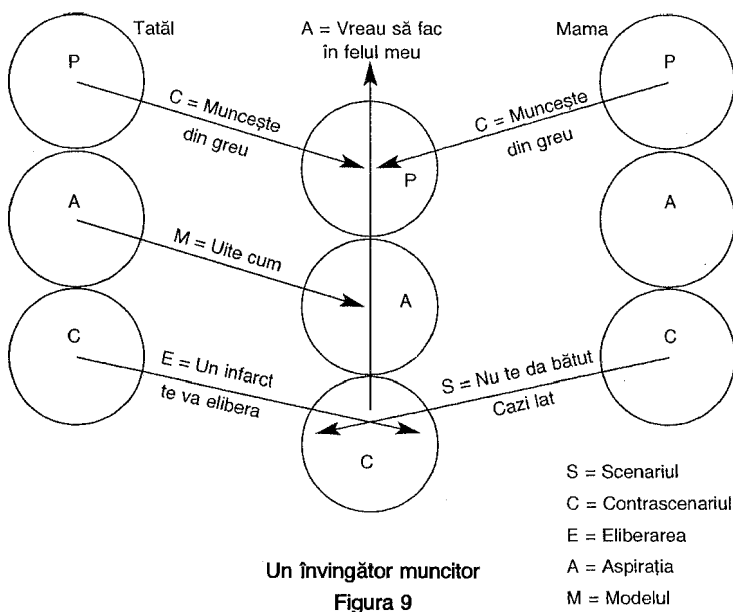 Tatăl
A = Vreau să fac
în felul meu
Mama
P
P
C = Muncește
din greu
C = Muncește
din greu
P
A
A
M = Uite cum
A
C
C
E = Un infarct
te va elibera
S = Nu te da bătut
Cazi lat
C
S = Scenariul
C = Contrascenariul
E = Eliberarea
A = Aspirația
M = Modelul
Un învingător muncitor
Figura 9